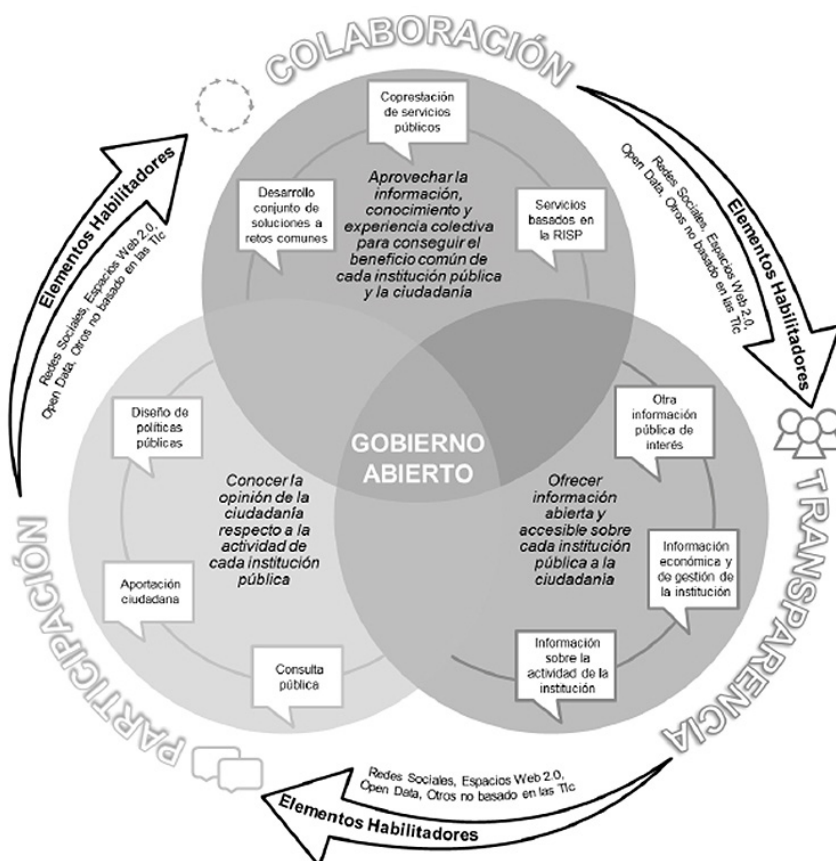 COLABORACIÓN
Coprestación
de servicios
públicos
Desarrollo
conjunto de
soluciones a
retos comunes
Aprovechar la
información,
conocimiento y
experiencia colectiva
para conseguir el
beneficio común de
cada institución pública
y la ciudadanía
Servicios
basados en
la RISP
Elementos Habilitadores
Redes Sociales, Espacios Web 2.0,
Open Data, Otros no basado en las Tic
Elementos Habilitadores
Redes Sociales, Espacios Web 2.0,
Open Data, Otros no basado en las Tic
GOBIERNO
ABIERTO
PARTICIPACIÓN
Diseño de
políticas
públicas
Conocer la
opinión de la
ciudadanía
respecto a la
actividad de
cada institución
pública
Aportación
ciudadana
Consulta
pública
TRANSPARENCIA
Otra
información
pública de
interés
Ofrecer
información
abierta y
accesible sobre
cada institución
pública a la
ciudadanía
Información
económica y
de gestión de
la institución
Información
sobre la
actividad de la
institución
Redes Sociales, Espacios Web 2.0,
Open Data, Otros no basado en las Tic
Elementos Habilitadores